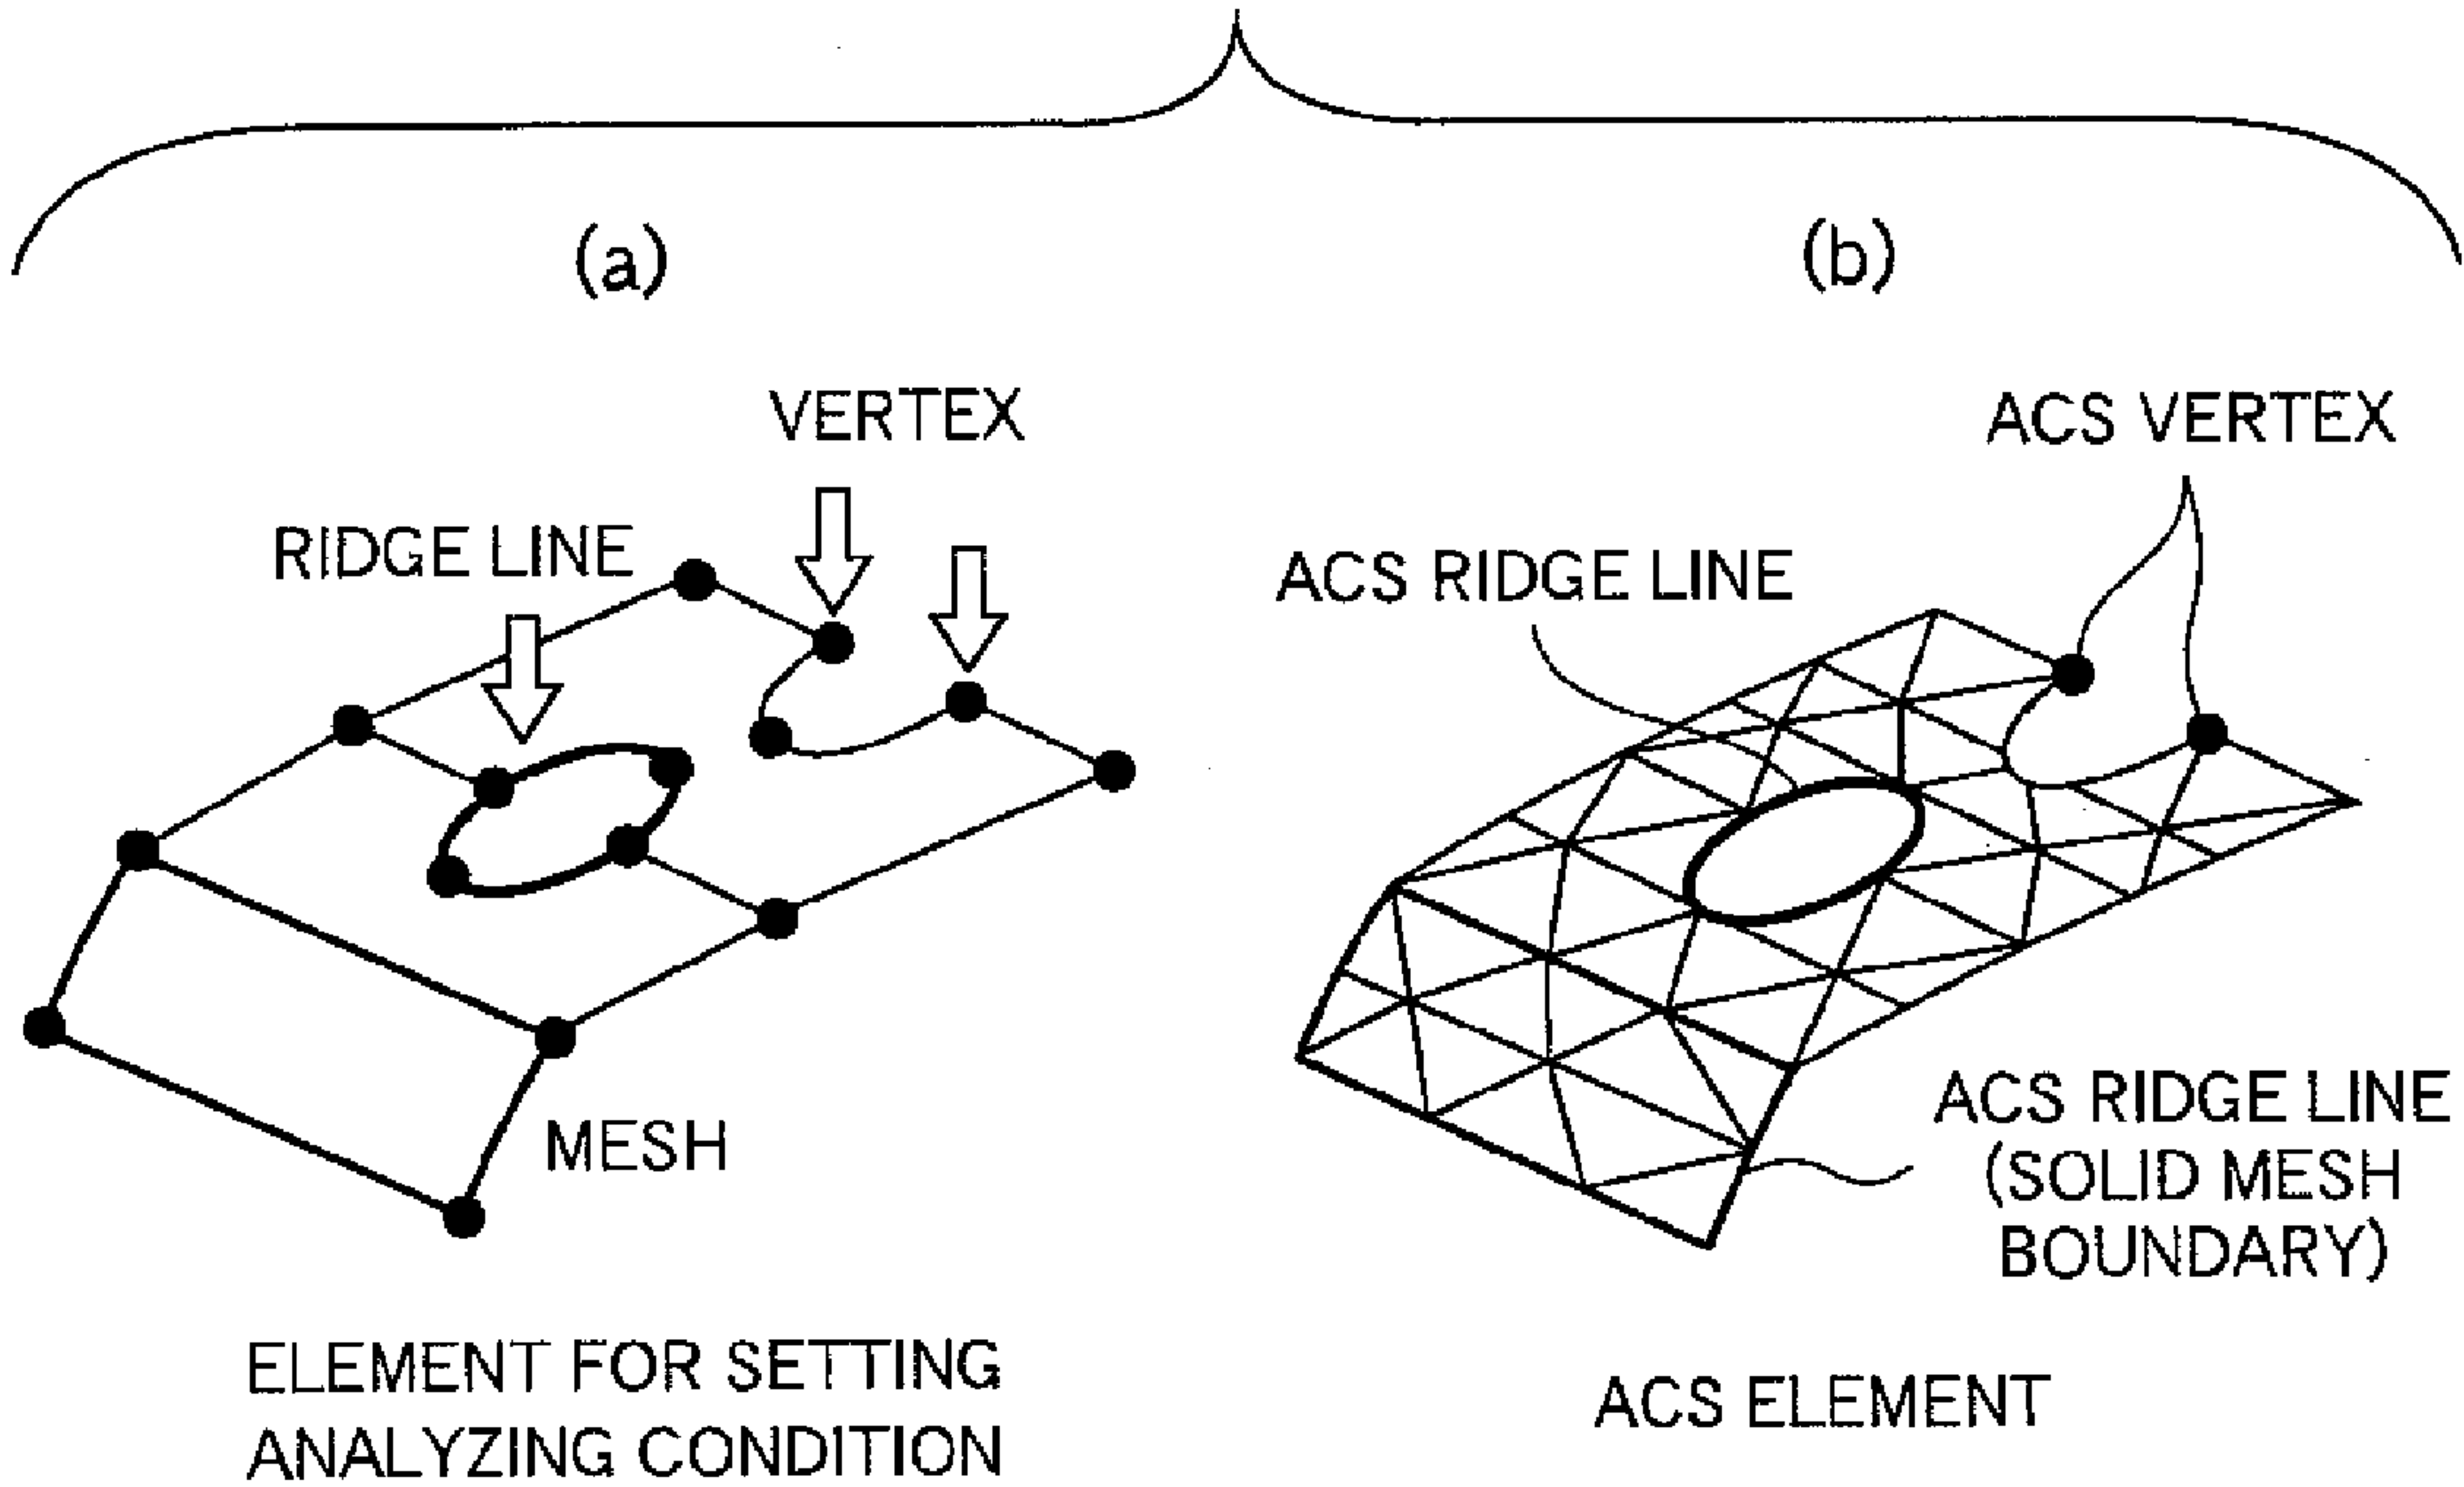 (a)
(b)
VERTEX
RIDGE LINE
MESH
ELEMENT FOR SETTING
ANALYZING CONDITION
ACS VERTEX
ACS RIDGE LINE
ACS RIDGE LINE
(SOLID MESH
BOUNDARY)
ACS ELEMENT